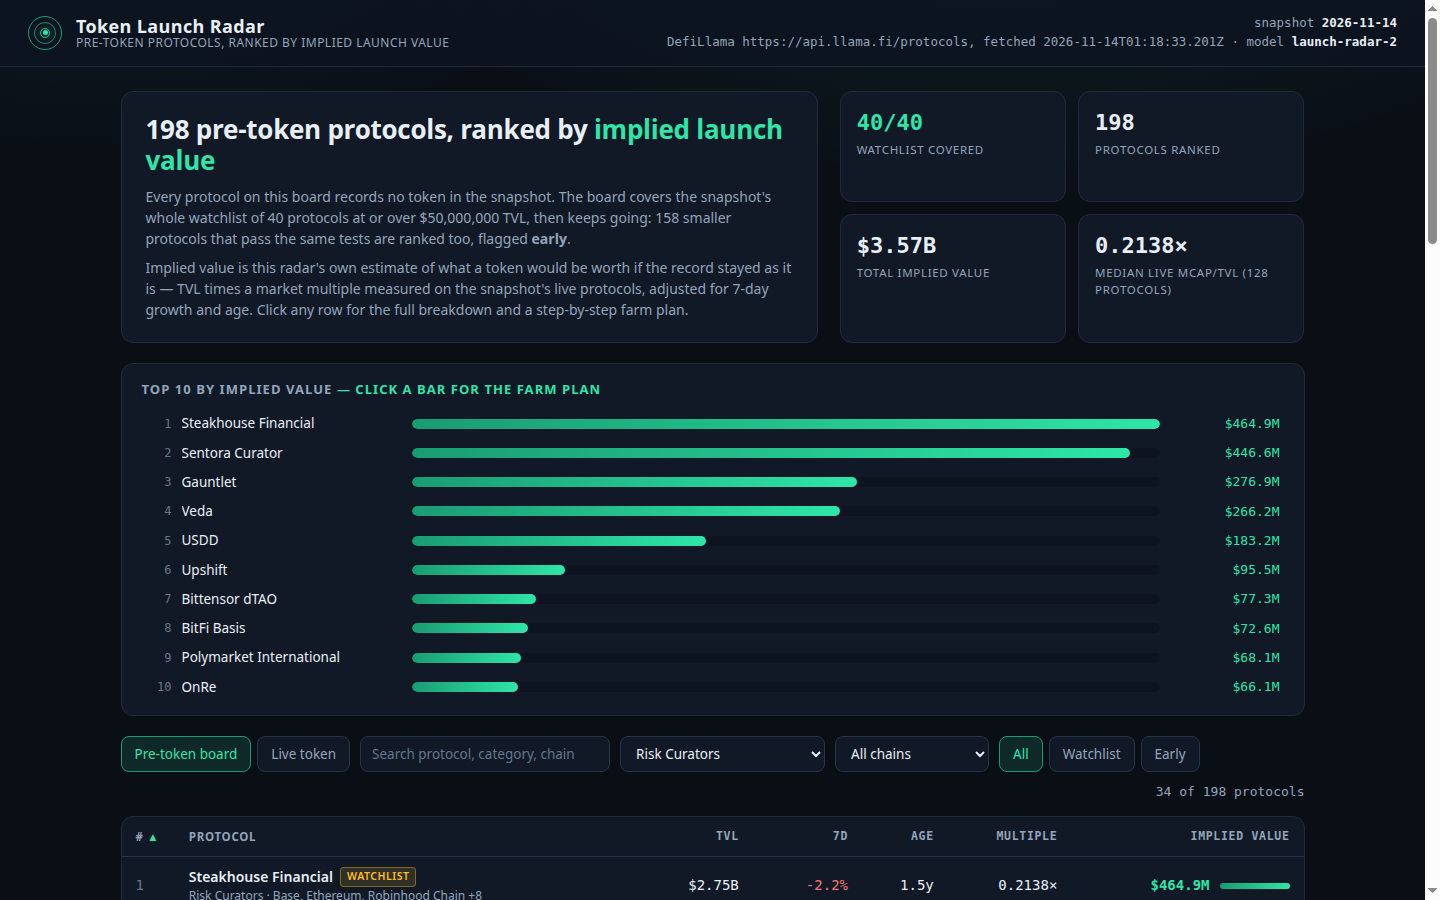 Token Launch Radar
PRE-TOKEN PROTOCOLS, RANKED BY IMPLIED LAUNCH VALUE
snapshot 2026-11-14
DefiLlama https://api.llama.fi/protocols, fetched 2026-11-14T01:18:33.201Z · model launch-radar-2
198 pre-token protocols, ranked by implied launch
value
Every protocol on this board records no token in the snapshot. The board covers the snapshot's
whole watchlist of 40 protocols at or over $50,000,000 TVL, then keeps going: 158 smaller
protocols that pass the same tests are ranked too, flagged early.
Implied value is this radar's own estimate of what a token would be worth if the record stayed as it
is — TVL times a market multiple measured on the snapshot's live protocols, adjusted for 7-day
growth and age. Click any row for the full breakdown and a step-by-step farm plan.
40/40
WATCHLIST COVERED
198
PROTOCOLS RANKED
$3.57B
TOTAL IMPLIED VALUE
0.2138×
MEDIAN LIVE MCAP/TVL (128
PROTOCOLS)
TOP 10 BY IMPLIED VALUE — CLICK A BAR FOR THE FARM PLAN
1 Steakhouse Financial $464.9M
2 Sentora Curator $446.6M
3 Gauntlet $276.9M
4 Veda $266.2M
5 USDD $183.2M
6 Upshift $95.5M
7 Bittensor dTAO $77.3M
8 BitFi Basis $72.6M
9 Polymarket International $68.1M
10 OnRe $66.1M
Pre-token board Live token Search protocol, category, chain Risk Curators All chains All Watchlist Early
34 of 198 protocols
# ▲ PROTOCOL TVL 7D AGE MULTIPLE IMPLIED VALUE
1 Steakhouse Financial WATCHLIST $2.75B -2.2% 1.5y 0.2138× $464.9M
Risk Curators · Base, Ethereum, Robinhood Chain +8